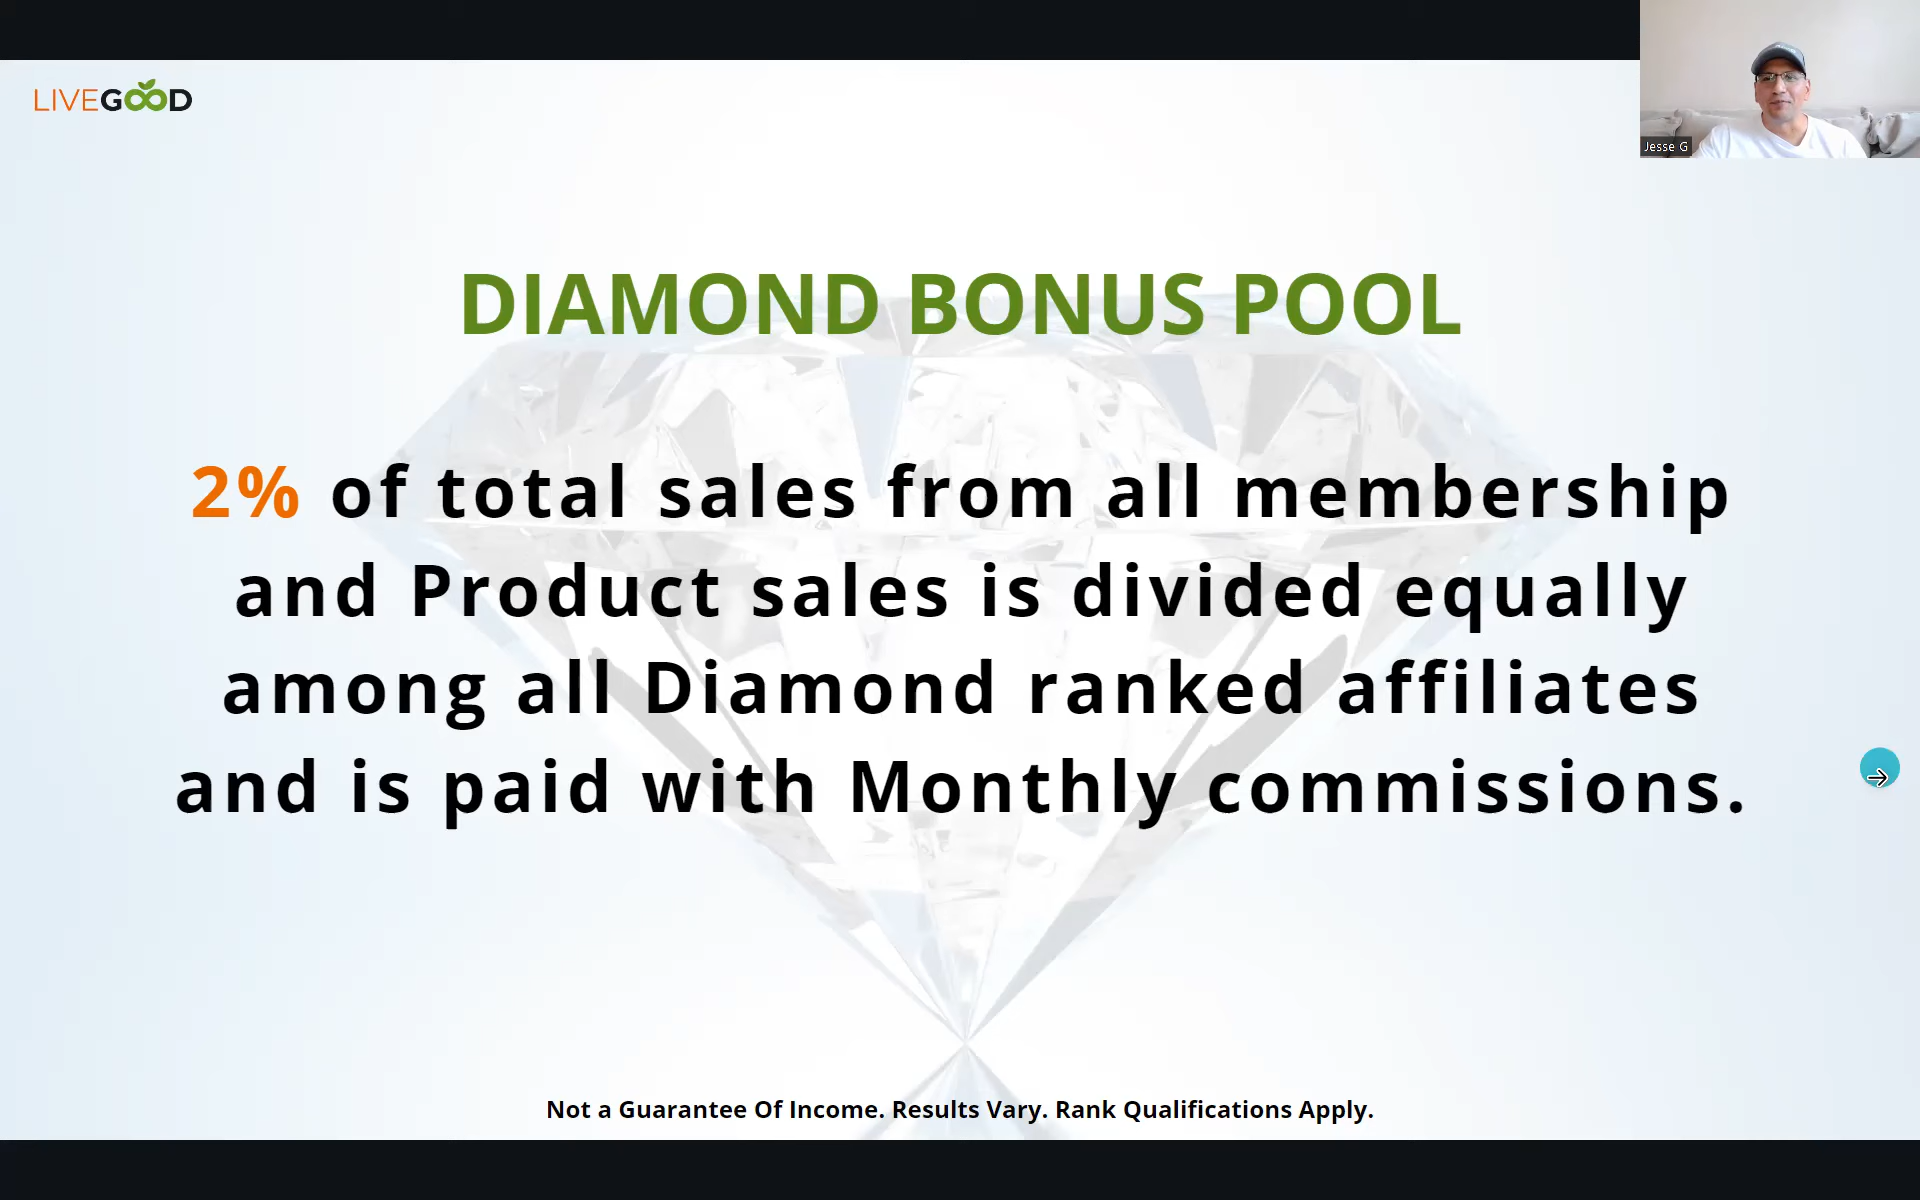 LIVEGOOD
Jesse G
DIAMOND BONUS POOL
2% of total sales from all membership
and Product sales is divided equally
among all Diamond ranked affiliates
and is paid with Monthly commissions.
Not a Guarantee Of Income. Results Vary. Rank Qualifications Apply.